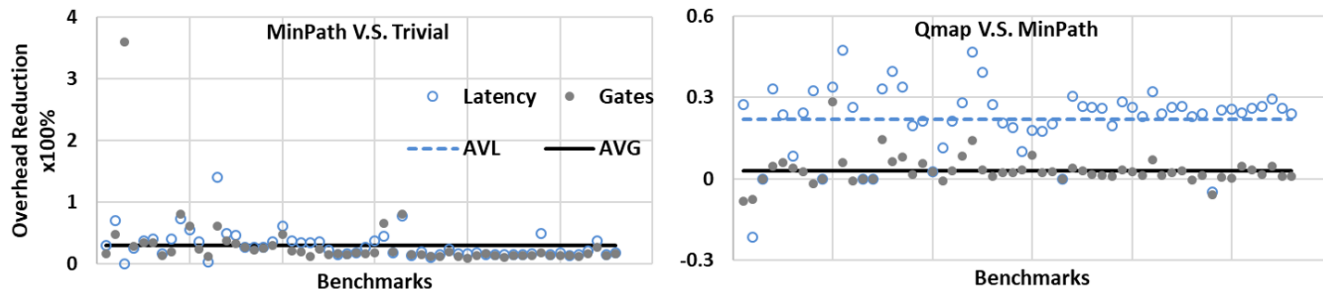 Overhead Reduction
x100%
4
3
2
1
0
MinPath V.S. Trivial
Latency
Gates
AVL
AVG
Benchmarks
0.6
0.3
0
-0.3
Qmap V.S. MinPath
Benchmarks